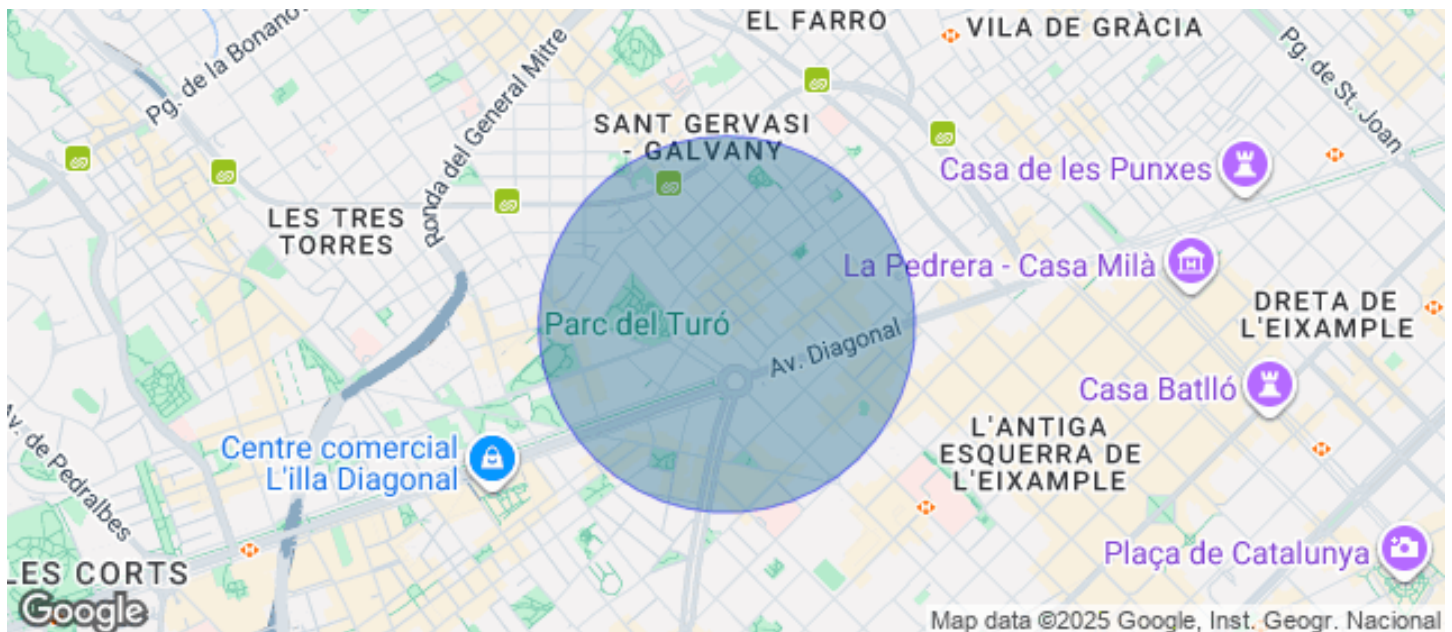 EL FARRO
VILA DE GRÀCIA
Pg. de la Bonanov
Ronda del General Mitre
Pg. de St. Joan
SANT GERVASI
- GALVANY
Casa de les Punxes
LES TRES
TORRES
La Pedrera - Casa Milà
DRETA DE
L'EIXAMPLE
Parc del Turó
Av. Diagonal
Casa Batlló
Av. de Pedralbes
Centre comercial
L'illa Diagonal
L'ANTIGA
ESQUERRA DE
L'EIXAMPLE
Plaça de Catalunya
LES CORTS
Google
Map data ©2025 Google, Inst. Geogr. Nacional